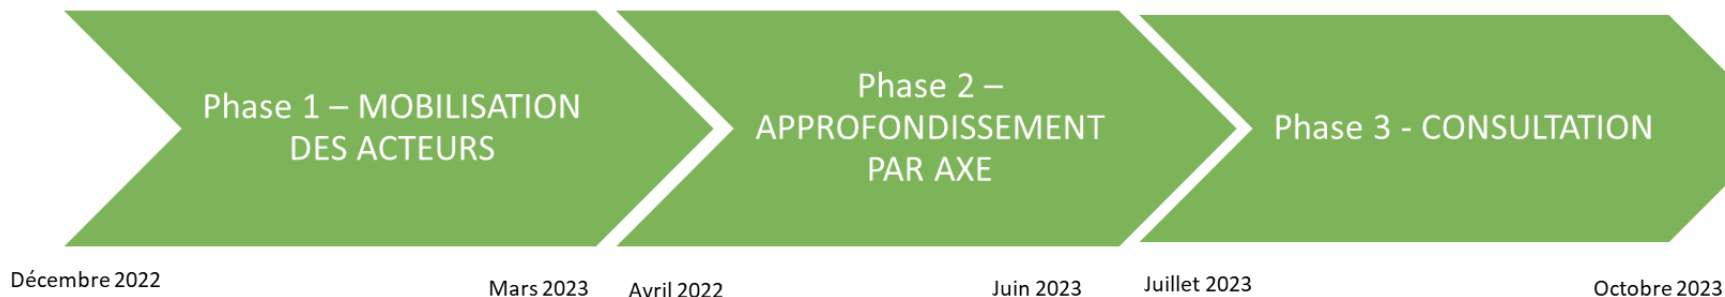 Phase 1 – MOBILISATION
DES ACTEURS
Phase 2 –
APPROFONDISSEMENT
PAR AXE
Phase 3 - CONSULTATION
Décembre 2022
Mars 2023
Avril 2022
Juin 2023
Juillet 2023
Octobre 2023